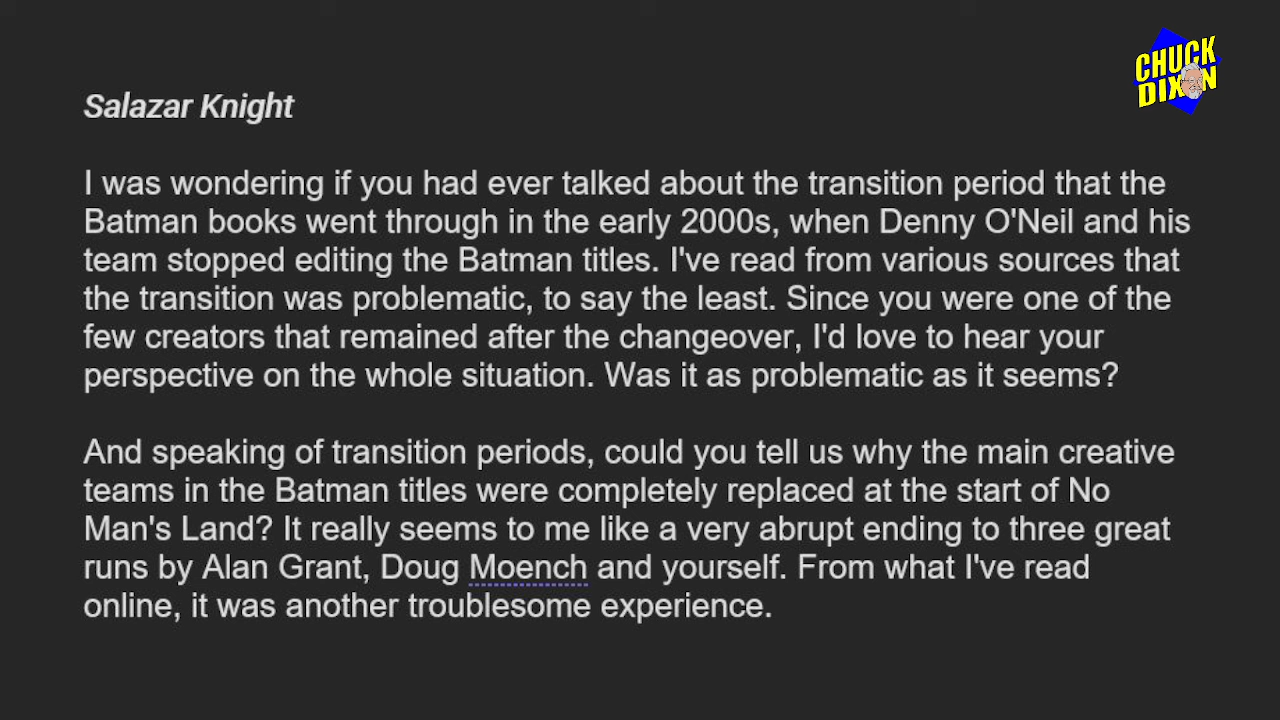 CHUCK
DIXON
Salazar Knight
I was wondering if you had ever talked about the transition period that the
Batman books went through in the early 2000s, when Denny O'Neil and his
team stopped editing the Batman titles. I've read from various sources that
the transition was problematic, to say the least. Since you were one of the
few creators that remained after the changeover, I'd love to hear your
perspective on the whole situation. Was it as problematic as it seems?
And speaking of transition periods, could you tell us why the main creative
teams in the Batman titles were completely replaced at the start of No
Man's Land? It really seems to me like a very abrupt ending to three great
runs by Alan Grant, Doug Moench and yourself. From what I've read
online, it was another troublesome experience.